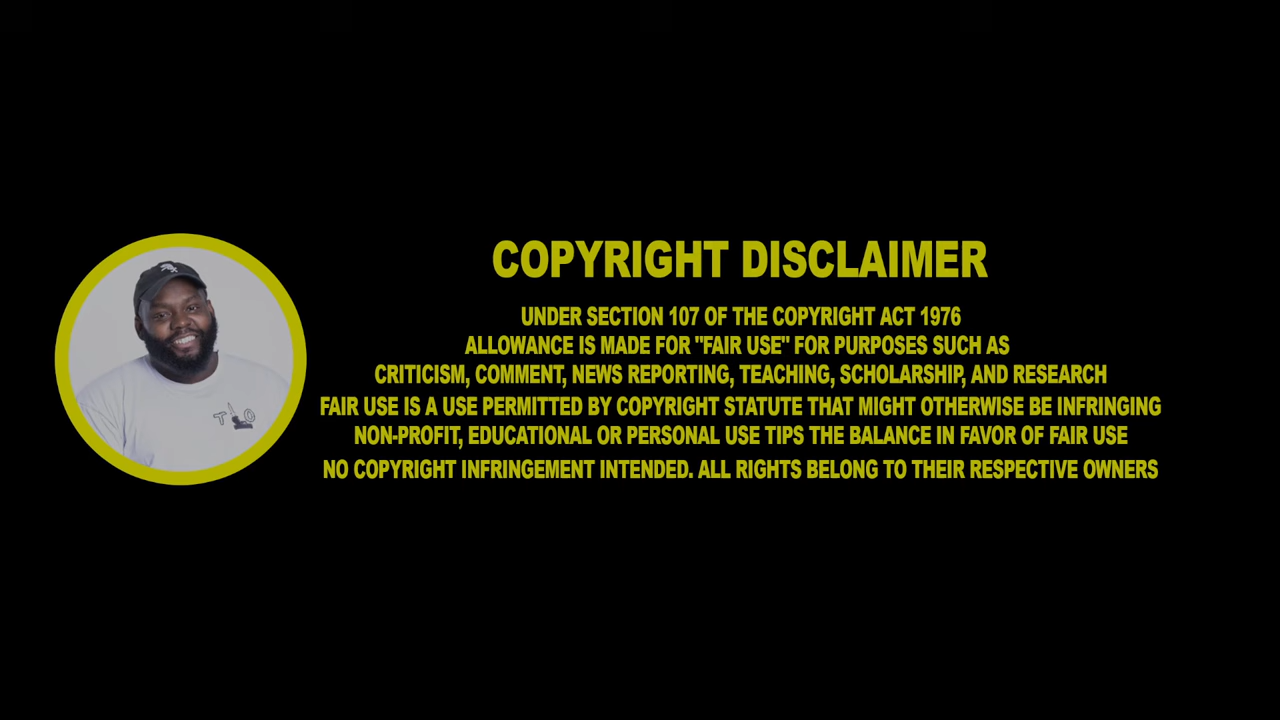 COPYRIGHT DISCLAIMER
UNDER SECTION 107 OF THE COPYRIGHT ACT 1976
ALLOWANCE IS MADE FOR "FAIR USE" FOR PURPOSES SUCH AS
CRITICISM, COMMENT, NEWS REPORTING, TEACHING, SCHOLARSHIP, AND RESEARCH
FAIR USE IS A USE PERMITTED BY COPYRIGHT STATUTE THAT MIGHT OTHERWISE BE INFRINGING
NON-PROFIT, EDUCATIONAL OR PERSONAL USE TIPS THE BALANCE IN FAVOR OF FAIR USE
NO COPYRIGHT INFRINGEMENT INTENDED. ALL RIGHTS BELONG TO THEIR RESPECTIVE OWNERS